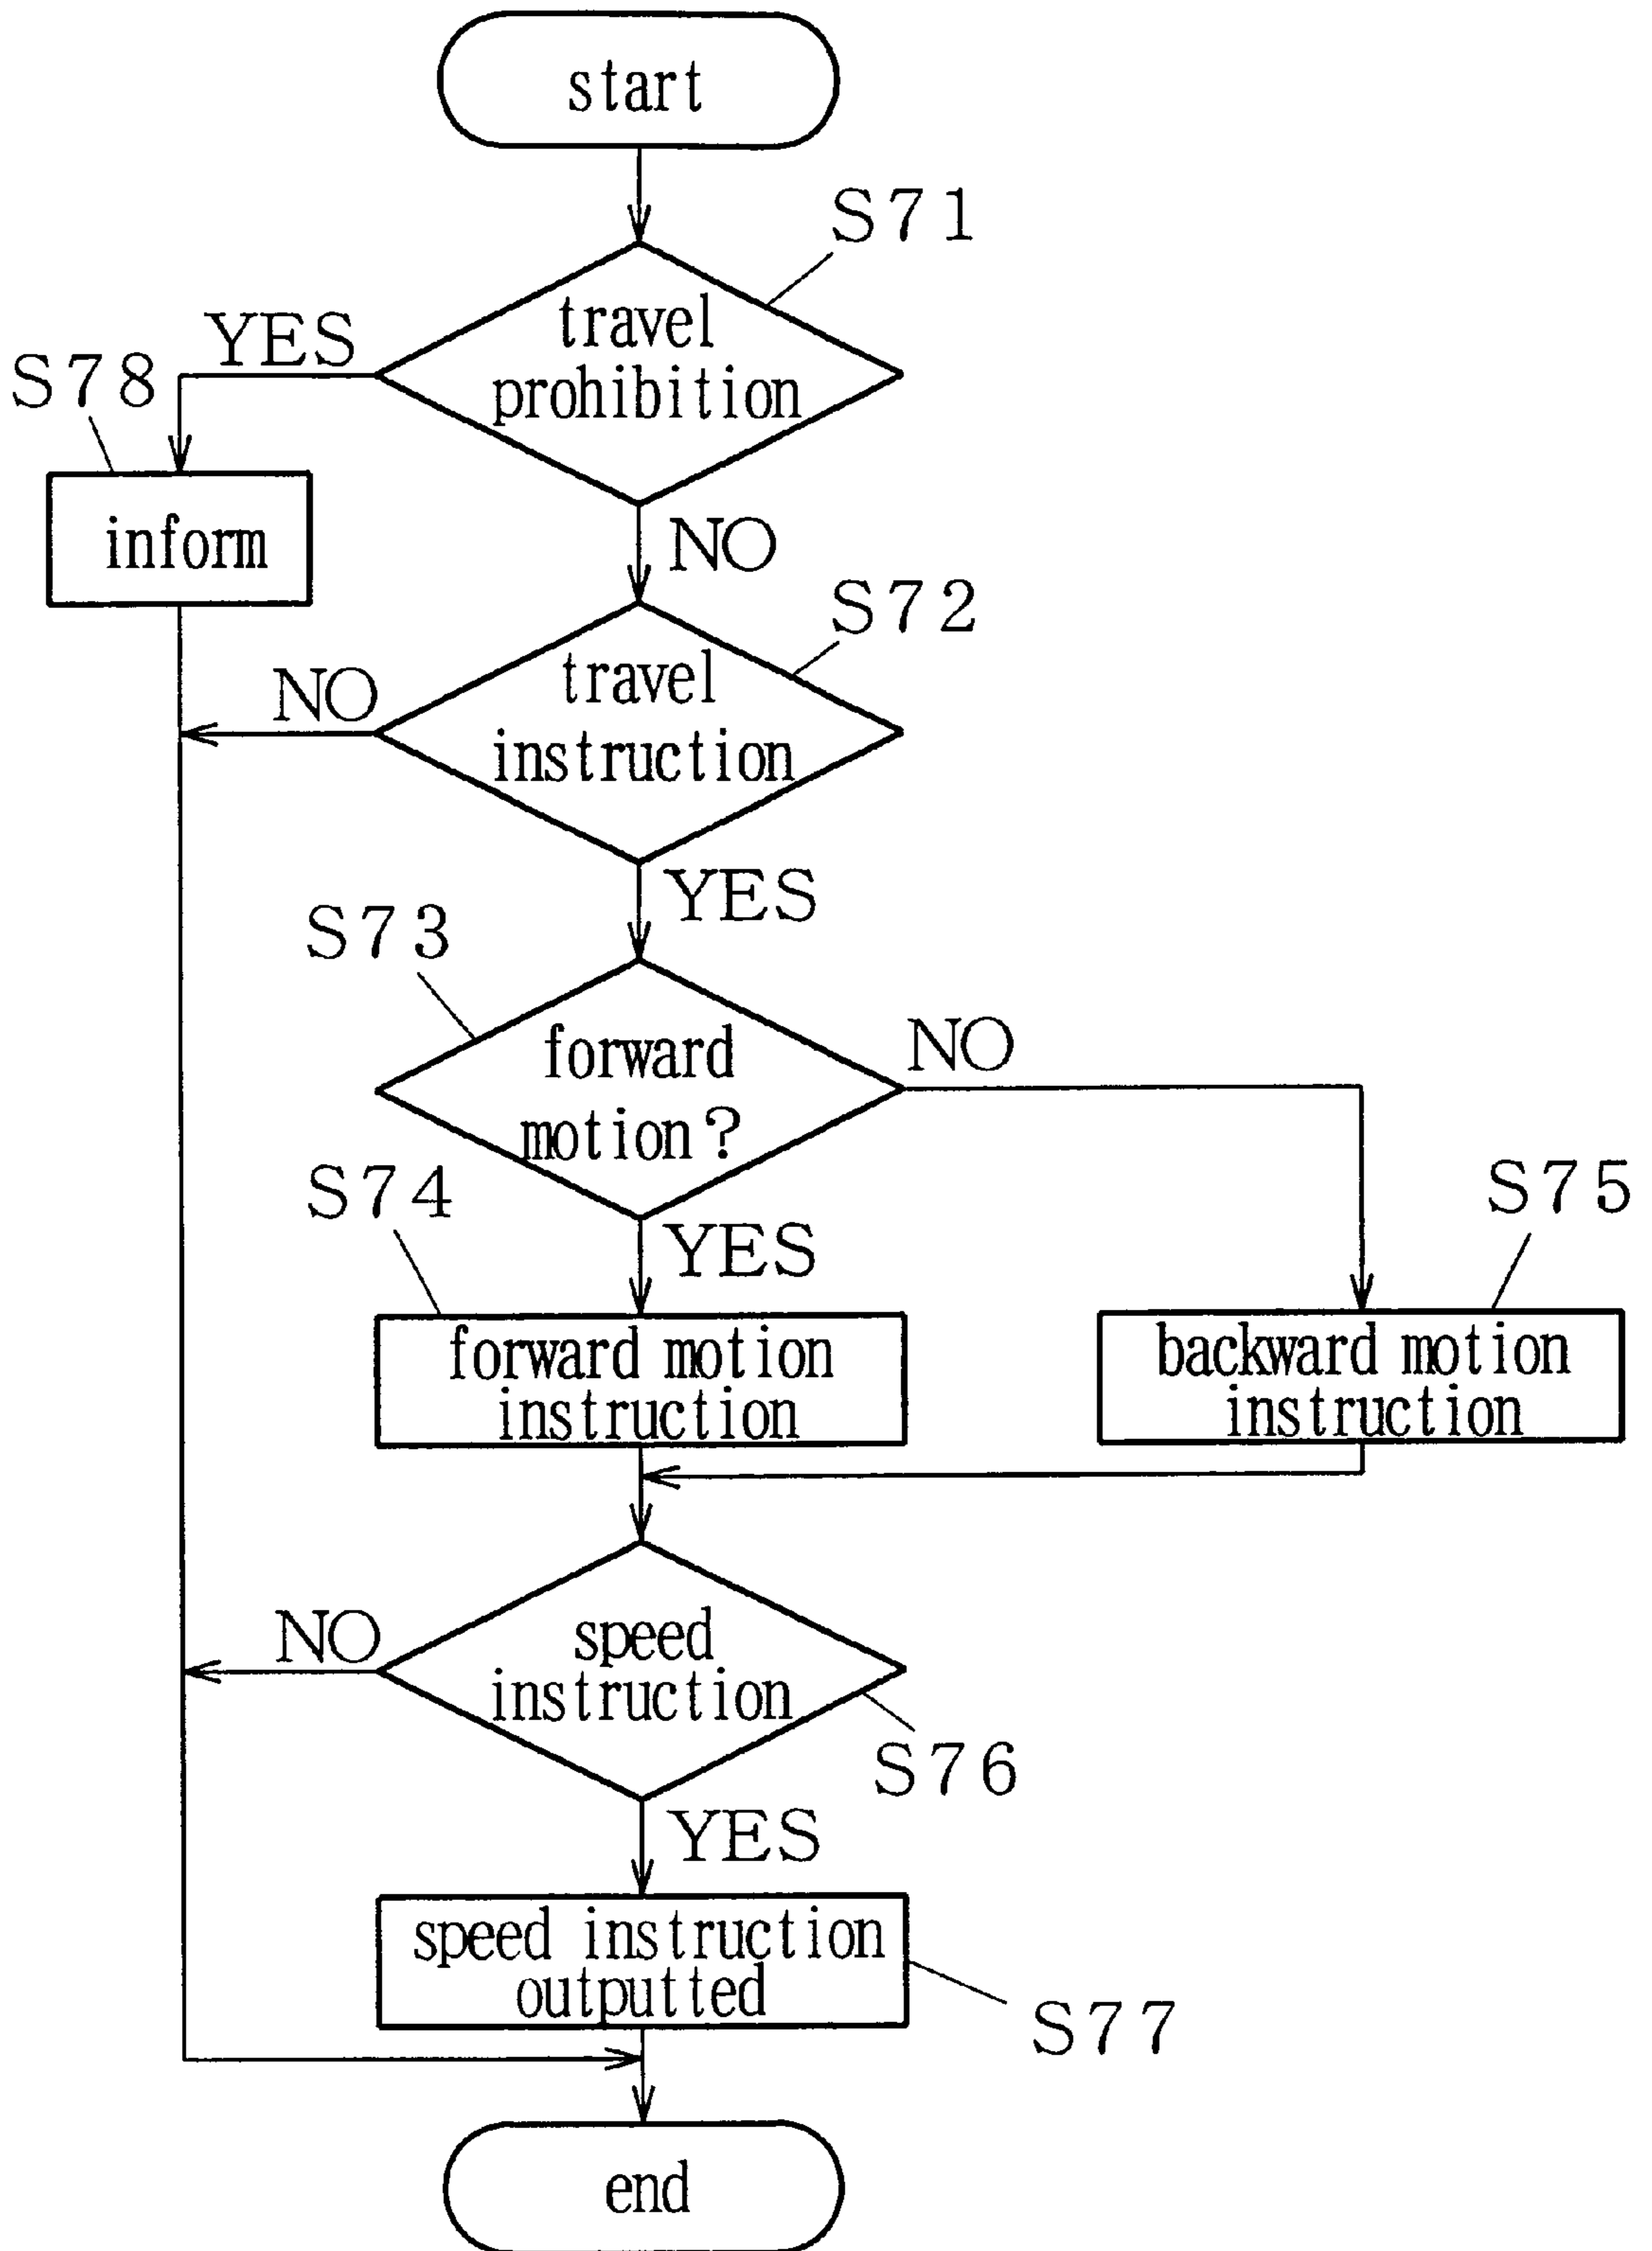 start
S71
travel
prohibition
YES
S78
inform
NO
S72
travel
instruction
NO
YES
S73
forward
motion?
NO
S74
YES
S75
forward motion
instruction
backward motion
instruction
speed
instruction
NO
S76
YES
speed instruction
outputted
S77
end